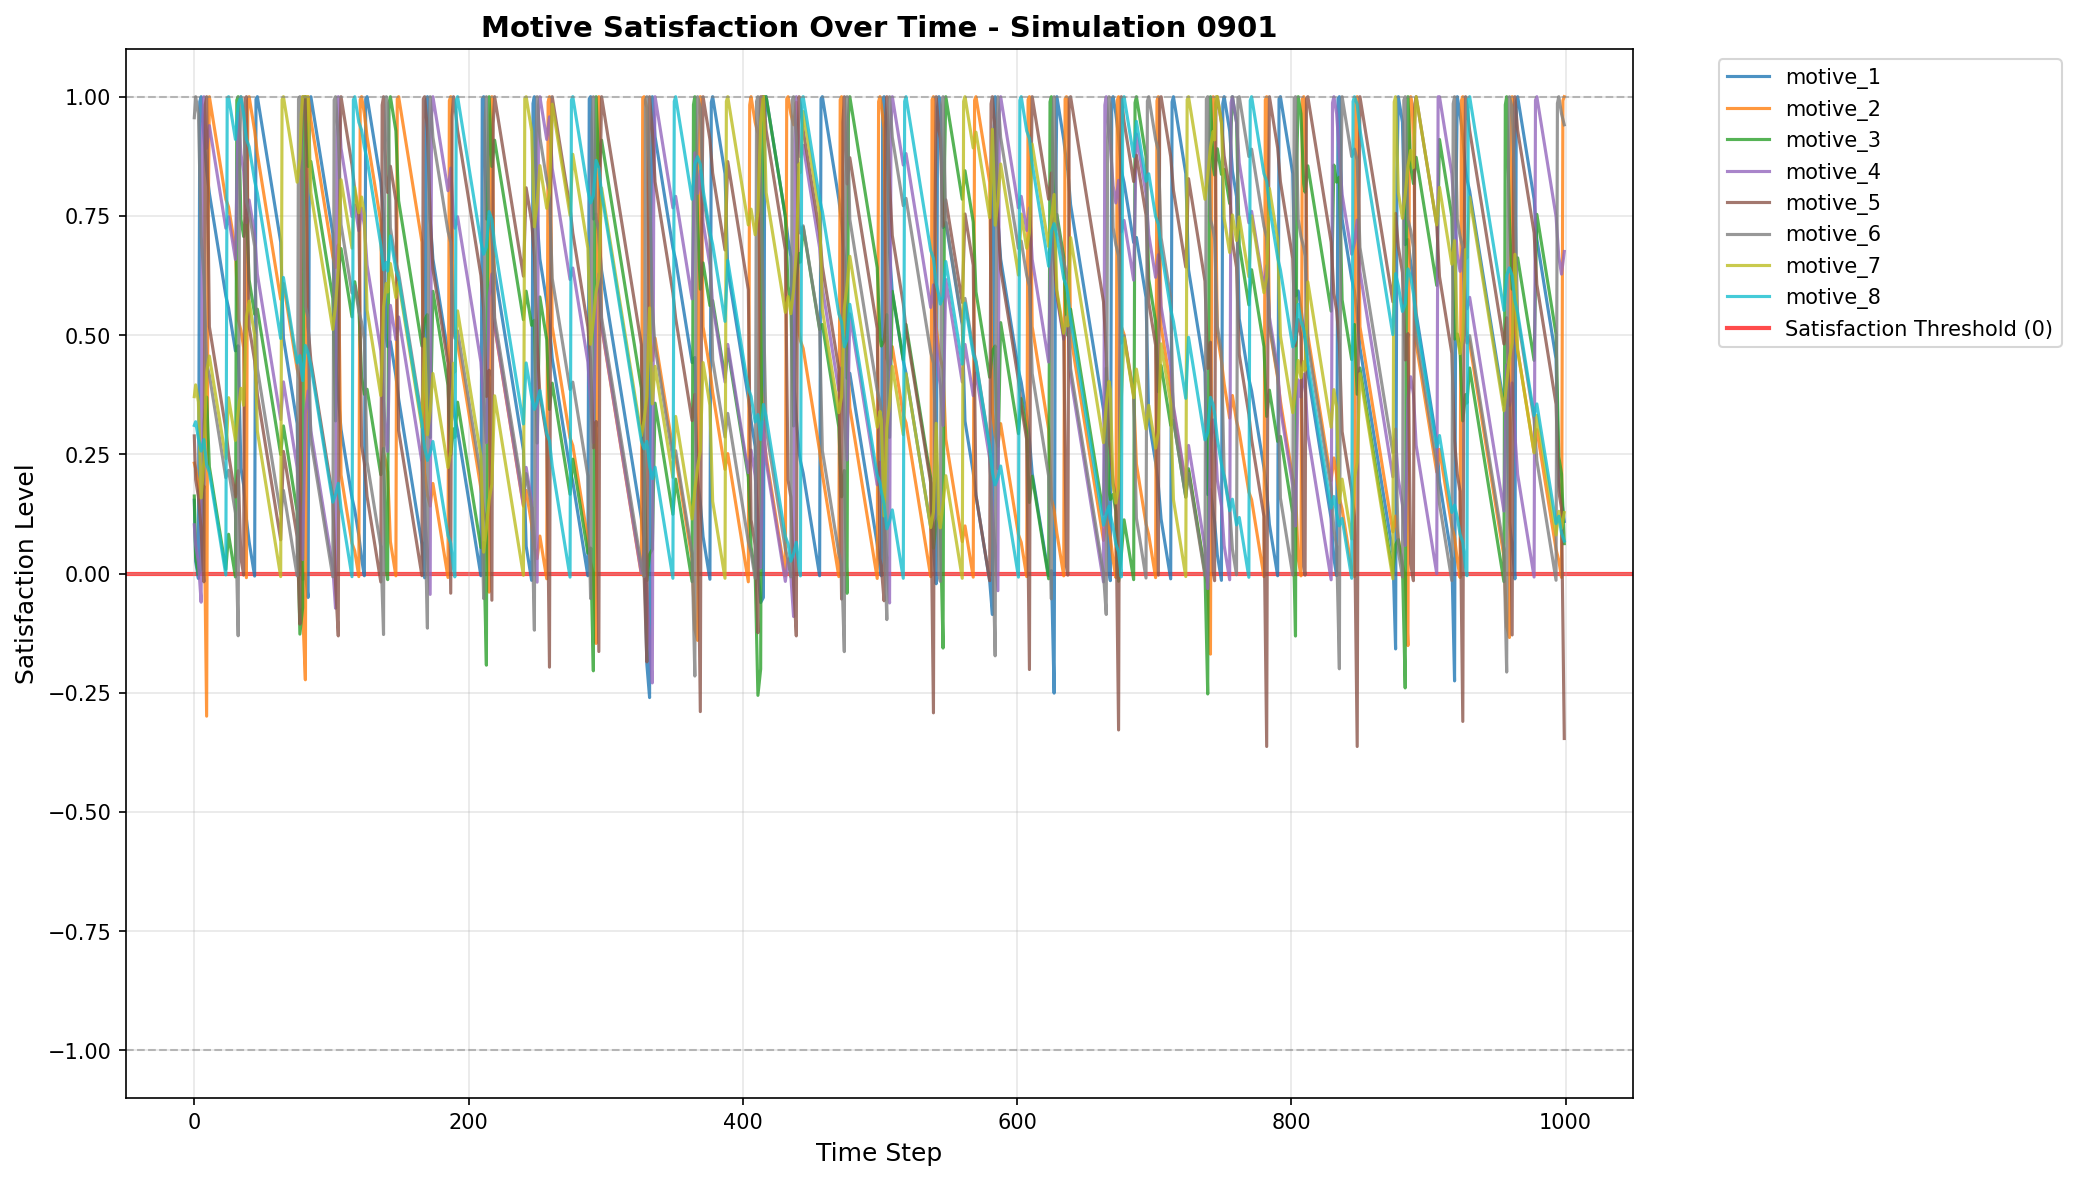 Motive Satisfaction Over Time - Simulation 0901
Satisfaction Level
1.00
0.75
0.50
0.25
0.00
−0.25
−0.50
−0.75
−1.00
0
200
400
600
800
1000
Time Step
motive_1
motive_2
motive_3
motive_4
motive_5
motive_6
motive_7
motive_8
Satisfaction Threshold (0)